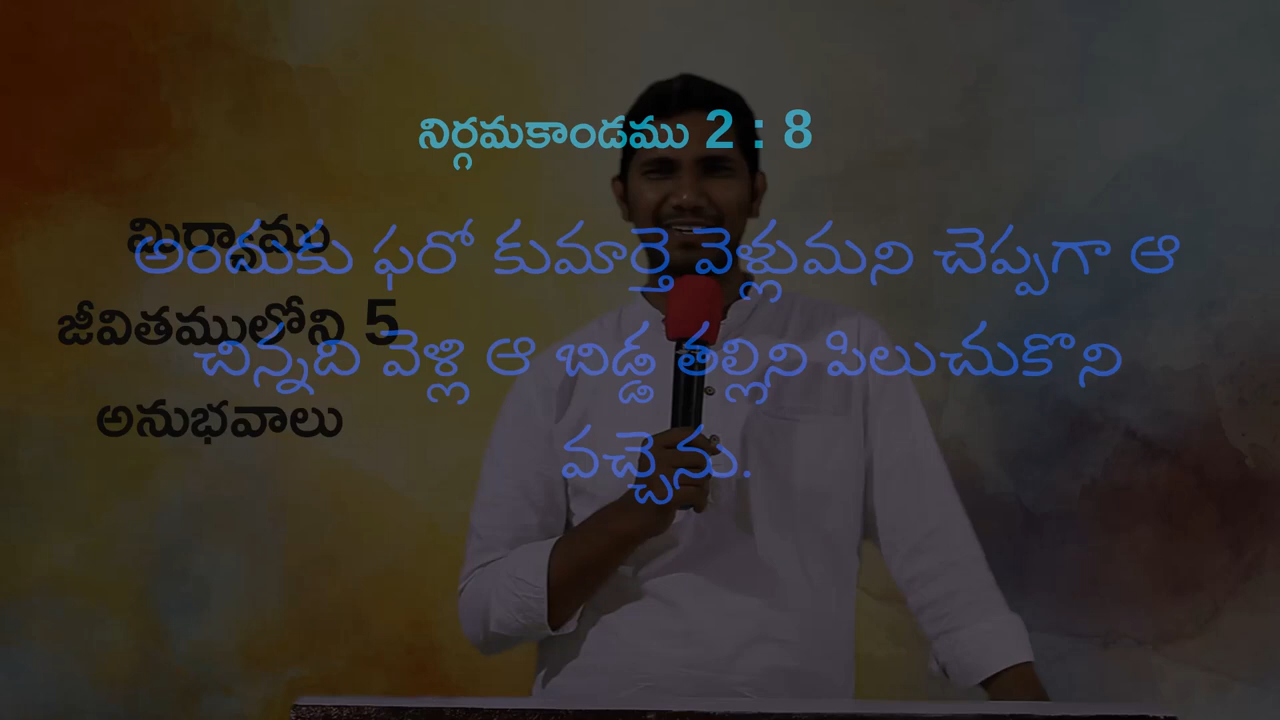 నిర్గమకాండము 2 : 8
అందుకు ఫరో కుమార్తె వెళ్లుమని చెప్పగా ఆ
చిన్నది వెళ్లి ఆ బిడ్డ తల్లిని పిలుచుకొని
వచ్చెను.
మిర్యాము
జీవితములోని 5
అనుభవాలు